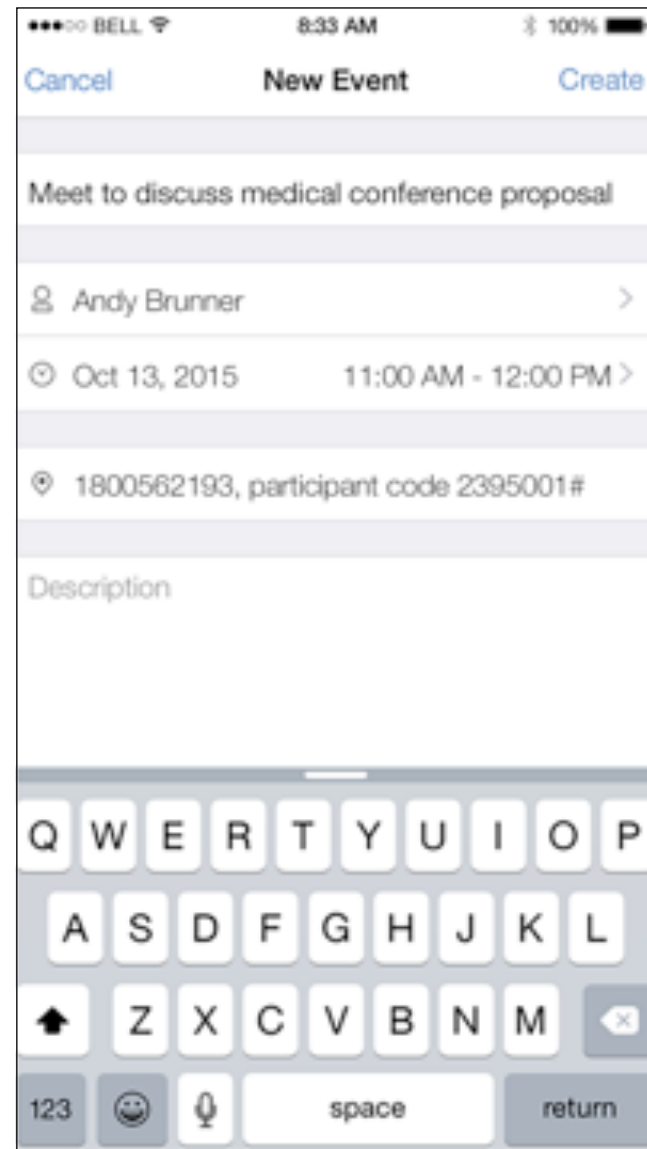 BELL 8:33 AM 100%
Cancel New Event Create
Meet to discuss medical conference proposal
Andy Brunner
Oct 13, 2015 11:00 AM - 12:00 PM
1800562193, participant code 2395001#
Description
Q W E R T Y U I O P
A S D F G H J K L
Z X C V B N M
123 space return